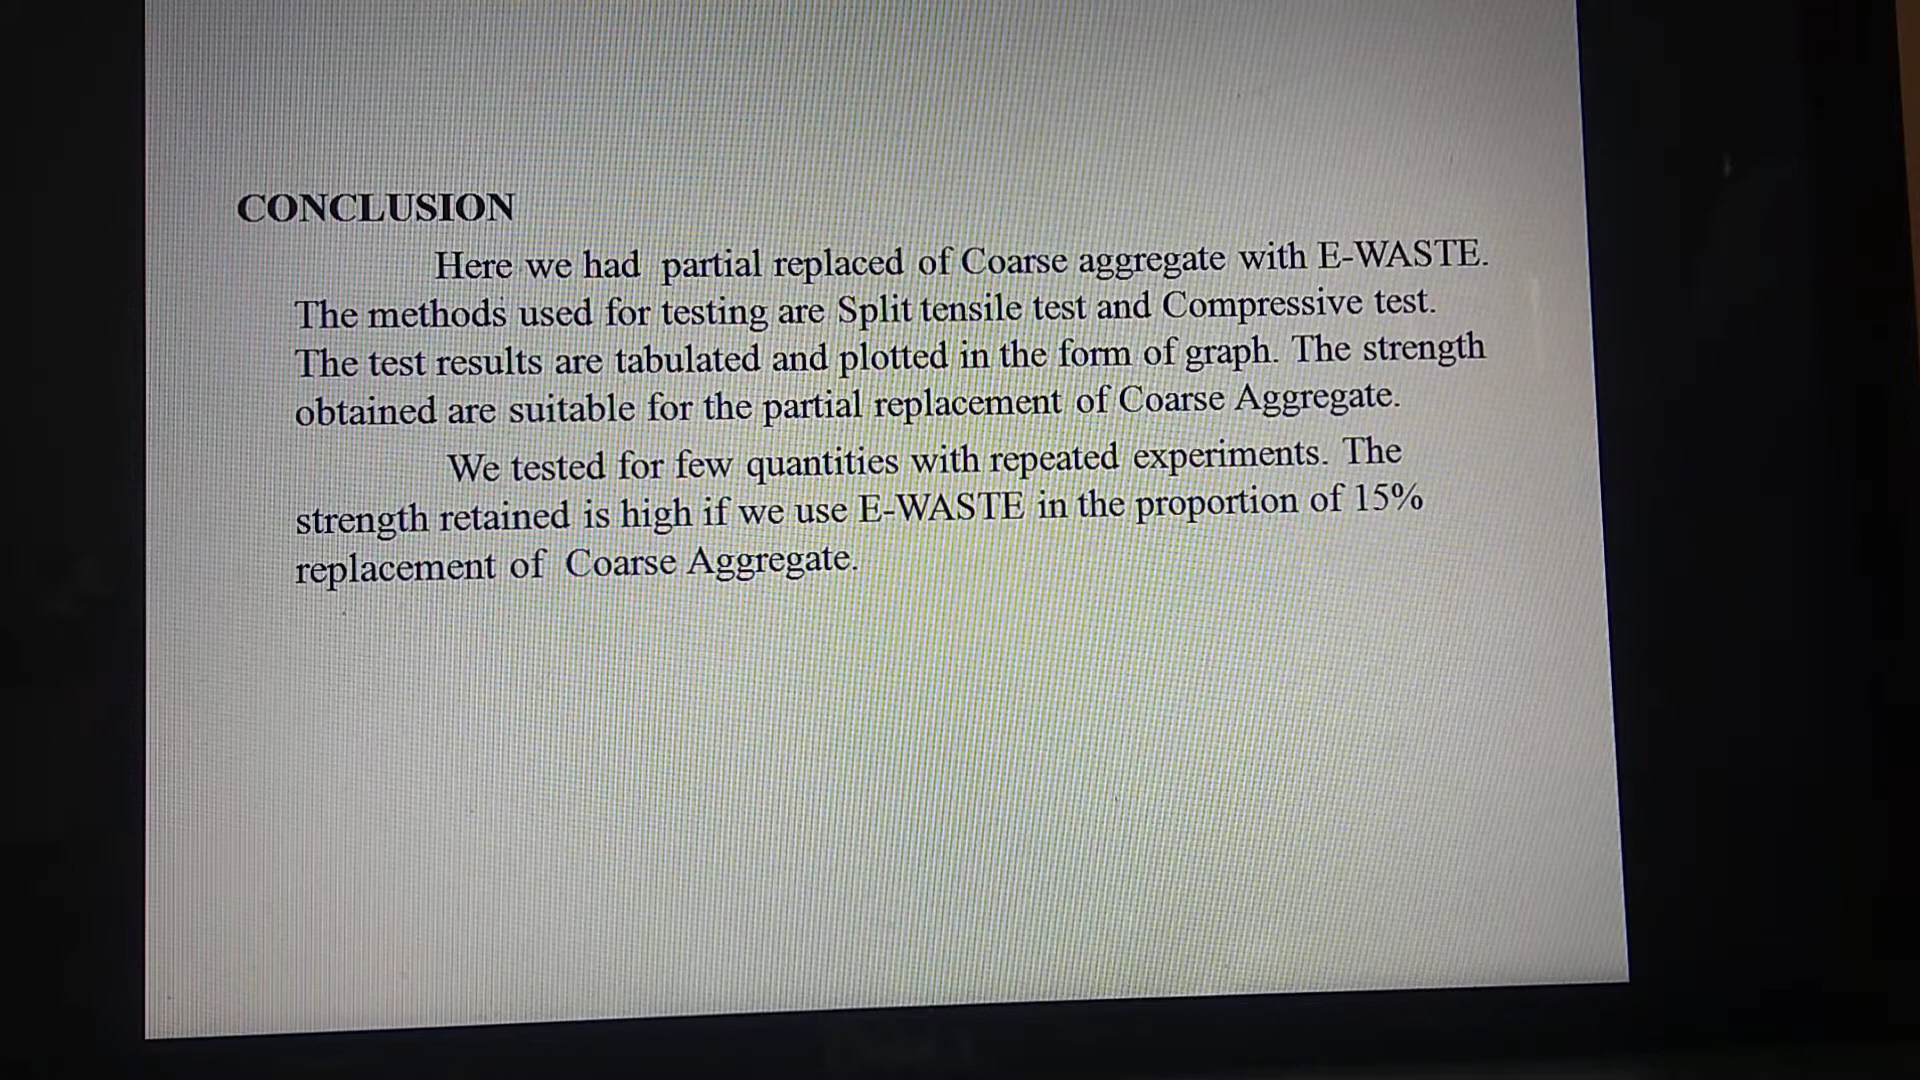 CONCLUSION
Here we had partial replaced of Coarse aggregate with E-WASTE.
The methods used for testing are Split tensile test and Compressive test.
The test results are tabulated and plotted in the form of graph. The strength
obtained are suitable for the partial replacement of Coarse Aggregate.
We tested for few quantities with repeated experiments. The
strength retained is high if we use E-WASTE in the proportion of 15%
replacement of Coarse Aggregate.